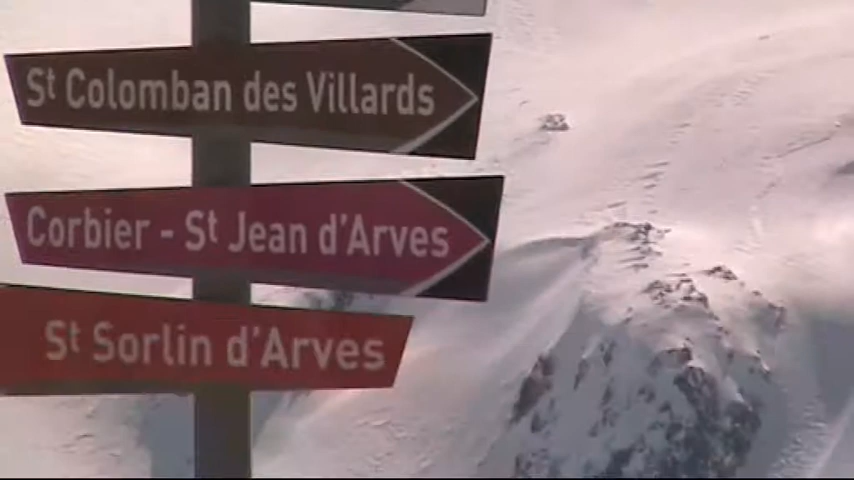 St Colomban des Villards
Corbier - St Jean d'Arves
St Sorlin d'Arves